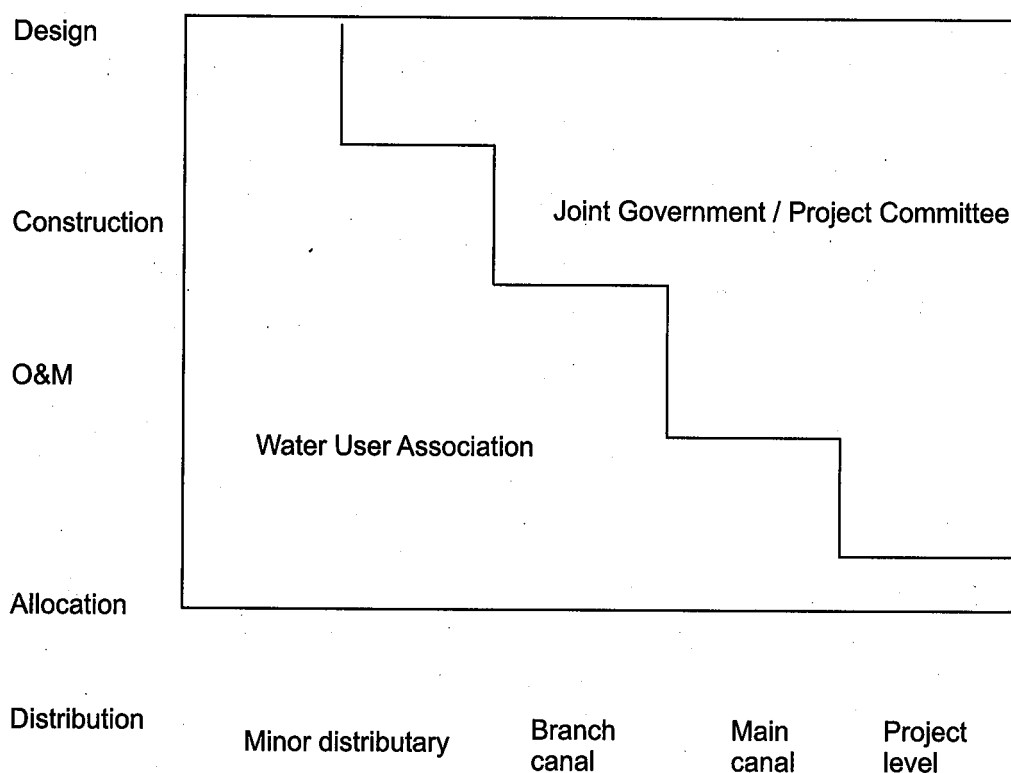 Design
Construction
Joint Government / Project Committee
O&M
Water User Association
Allocation
Distribution
Minor distributary
Branch
canal
Main
canal
Project
level